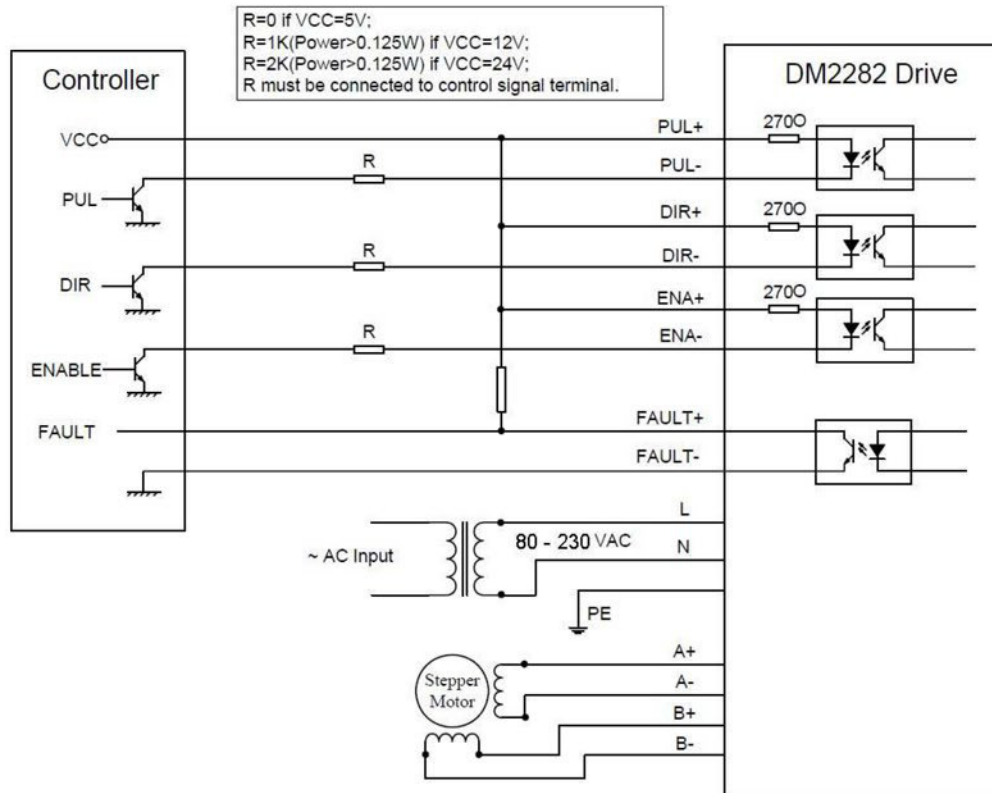 R=0 if VCC=5V;
R=1K(Power>0.125W) if VCC=12V;
R=2K(Power>0.125W) if VCC=24V;
R must be connected to control signal terminal.
Controller
DM2282 Drive
VCC
PUL+
270O
R
PUL-
PUL
DIR+
270O
R
DIR-
DIR
ENA+
270O
R
ENA-
ENABLE
FAULT+
FAULT
FAULT-
L
80 - 230 VAC
~ AC Input
N
PE
A+
Stepper
Motor
A-
B+
B-